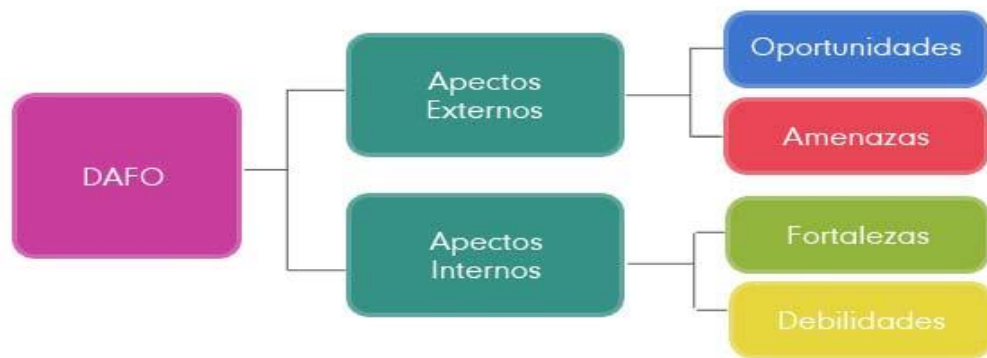 DAFO
Apectos
Externos
Oportunidades
Amenazas
Apectos
Internos
Fortalezas
Debilidades